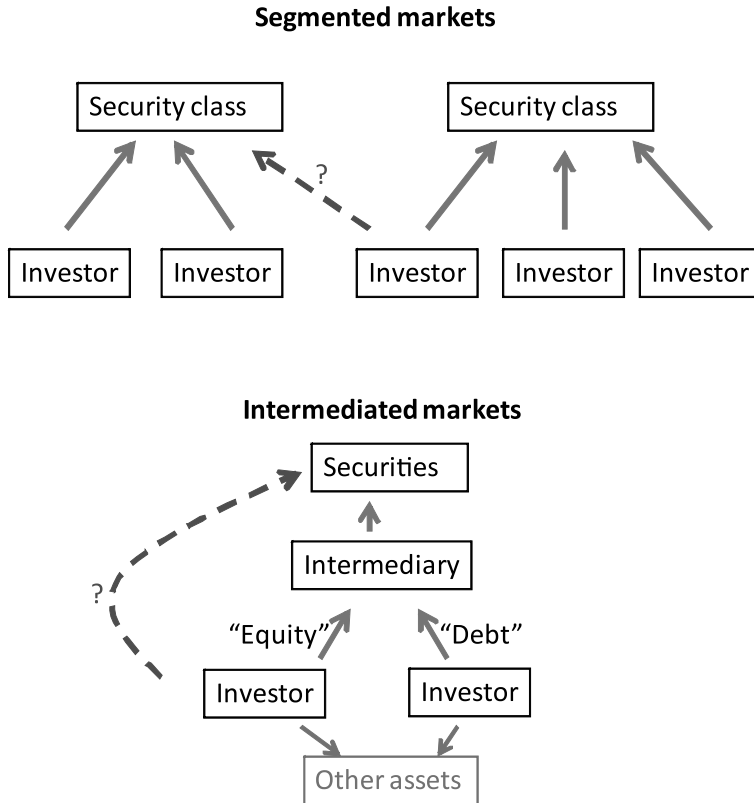 Segmented markets
Security class Security class
?
Investor Investor Investor Investor Investor
Intermediated markets
Securities
Intermediary
?
“Equity” “Debt”
Investor Investor
Other assets